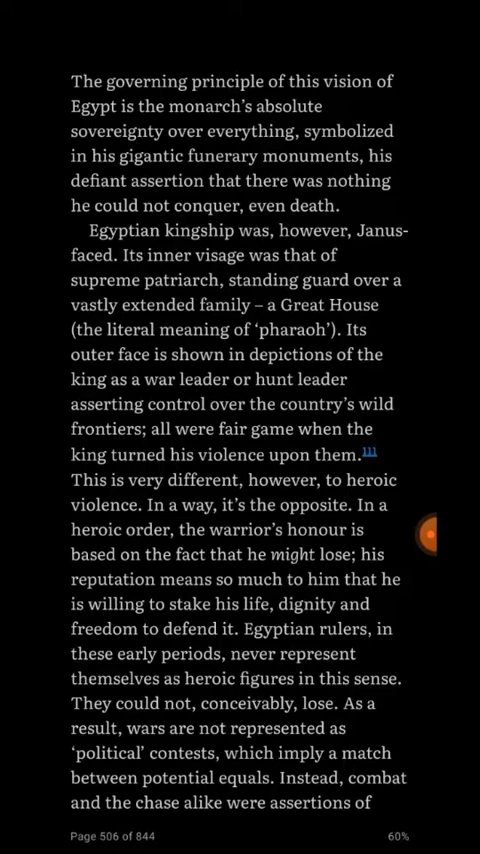 The governing principle of this vision of
Egypt is the monarch's absolute
sovereignty over everything, symbolized
in his gigantic funerary monuments, his
defiant assertion that there was nothing
he could not conquer, even death.
Egyptian kingship was, however, Janus-
faced. Its inner visage was that of
supreme patriarch, standing guard over a
vastly extended family – a Great House
(the literal meaning of ‘pharaoh’). Its
outer face is shown in depictions of the
king as a war leader or hunt leader
asserting control over the country’s wild
frontiers; all were fair game when the
king turned his violence upon them.111
This is very different, however, to heroic
violence. In a way, it’s the opposite. In a
heroic order, the warrior’s honour is
based on the fact that he might lose; his
reputation means so much to him that he
is willing to stake his life, dignity and
freedom to defend it. Egyptian rulers, in
these early periods, never represent
themselves as heroic figures in this sense.
They could not, conceivably, lose. As a
result, wars are not represented as
‘political’ contests, which imply a match
between potential equals. Instead, combat
and the chase alike were assertions of
Page 506 of 844
60%